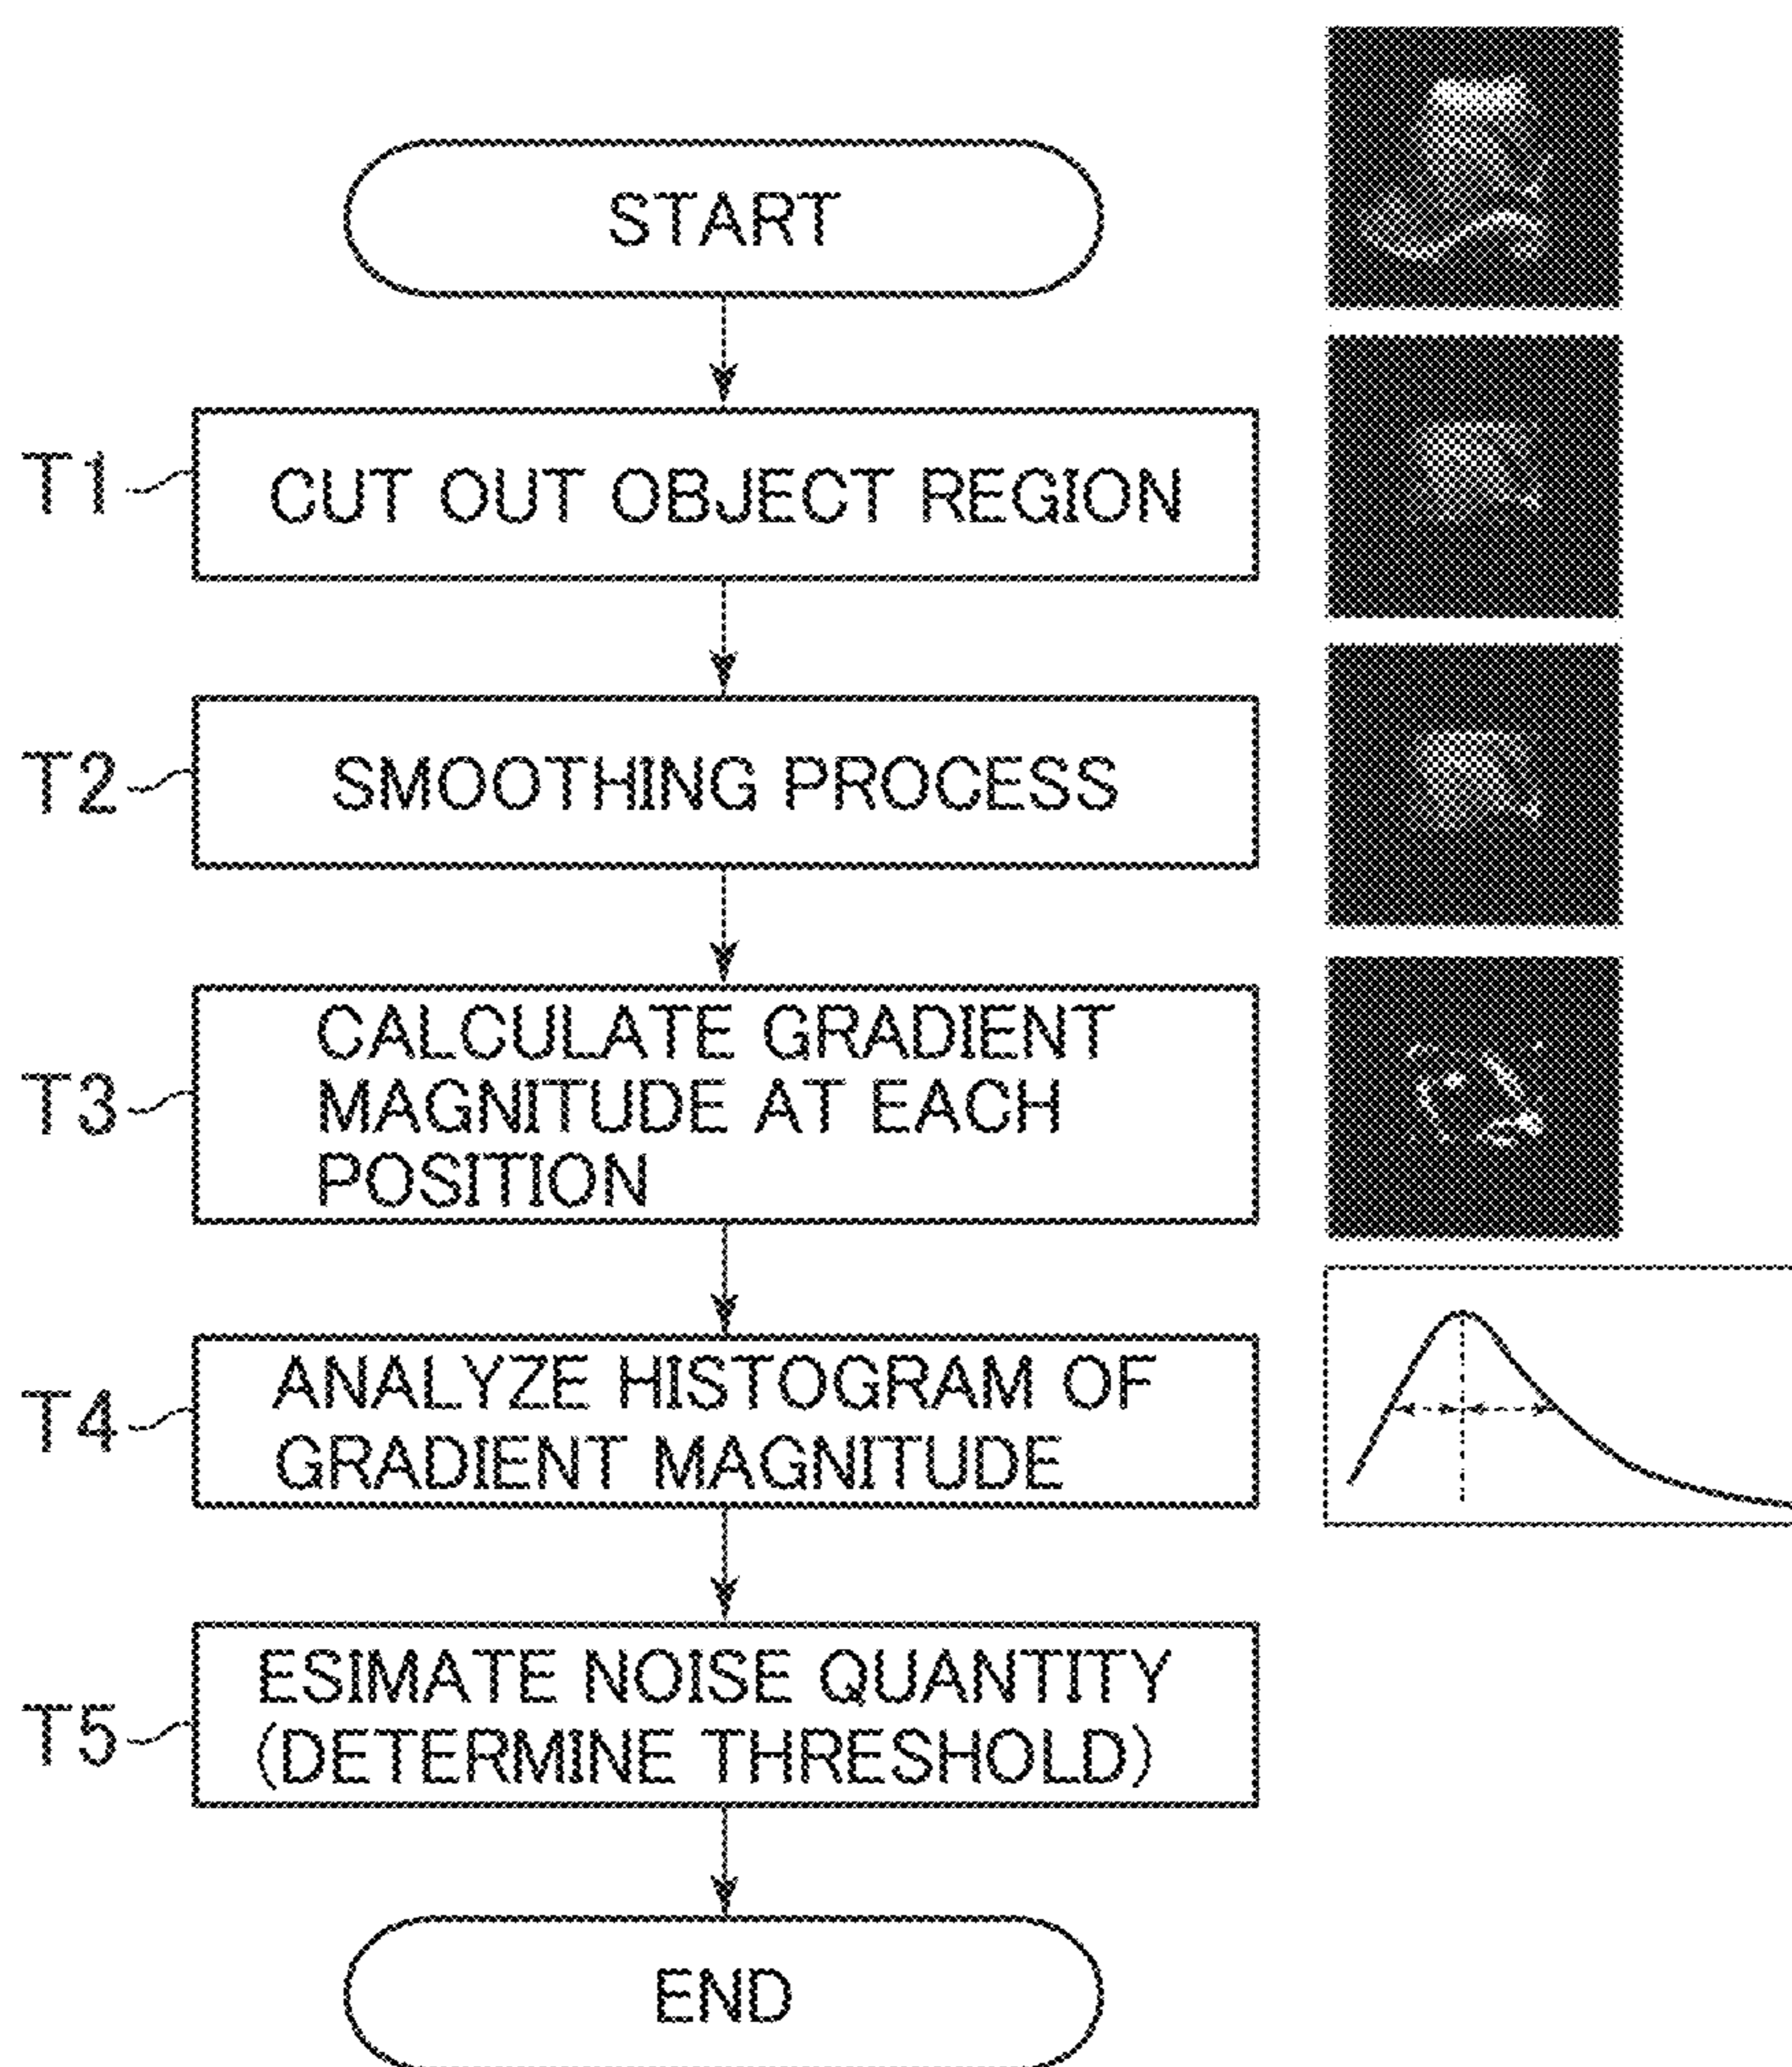 START
T1
CUT OUT OBJECT REGION
T2
SMOOTHING PROCESS
T3
CALCULATE GRADIENT
MAGNITUDE AT EACH
POSITION
T4
ANALYZE HISTOGRAM OF
GRADIENT MAGNITUDE
T5
ESIMATE NOISE QUANTITY
(DETERMINE THRESHOLD)
END